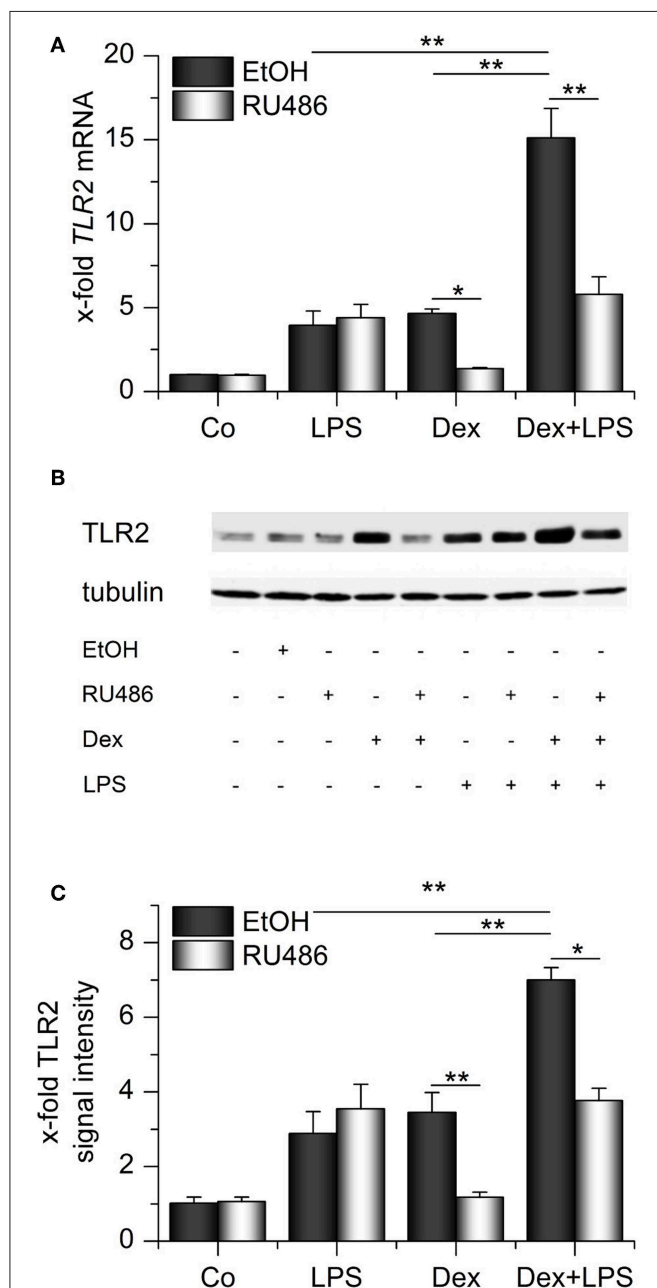 A
x-fold TLR2 mRNA
20
15
10
5
0
EtOH
RU486
**
**
**
*
Co LPS Dex Dex+LPS
B
TLR2
tubulin
EtOH - + - - - - - - -
RU486 - - + - + - + - +
Dex - - - + + - - + +
LPS - - - - - + + + +
C
x-fold TLR2
signal intensity
8
6
4
2
0
EtOH
RU486
**
**
*
**
Co LPS Dex Dex+LPS